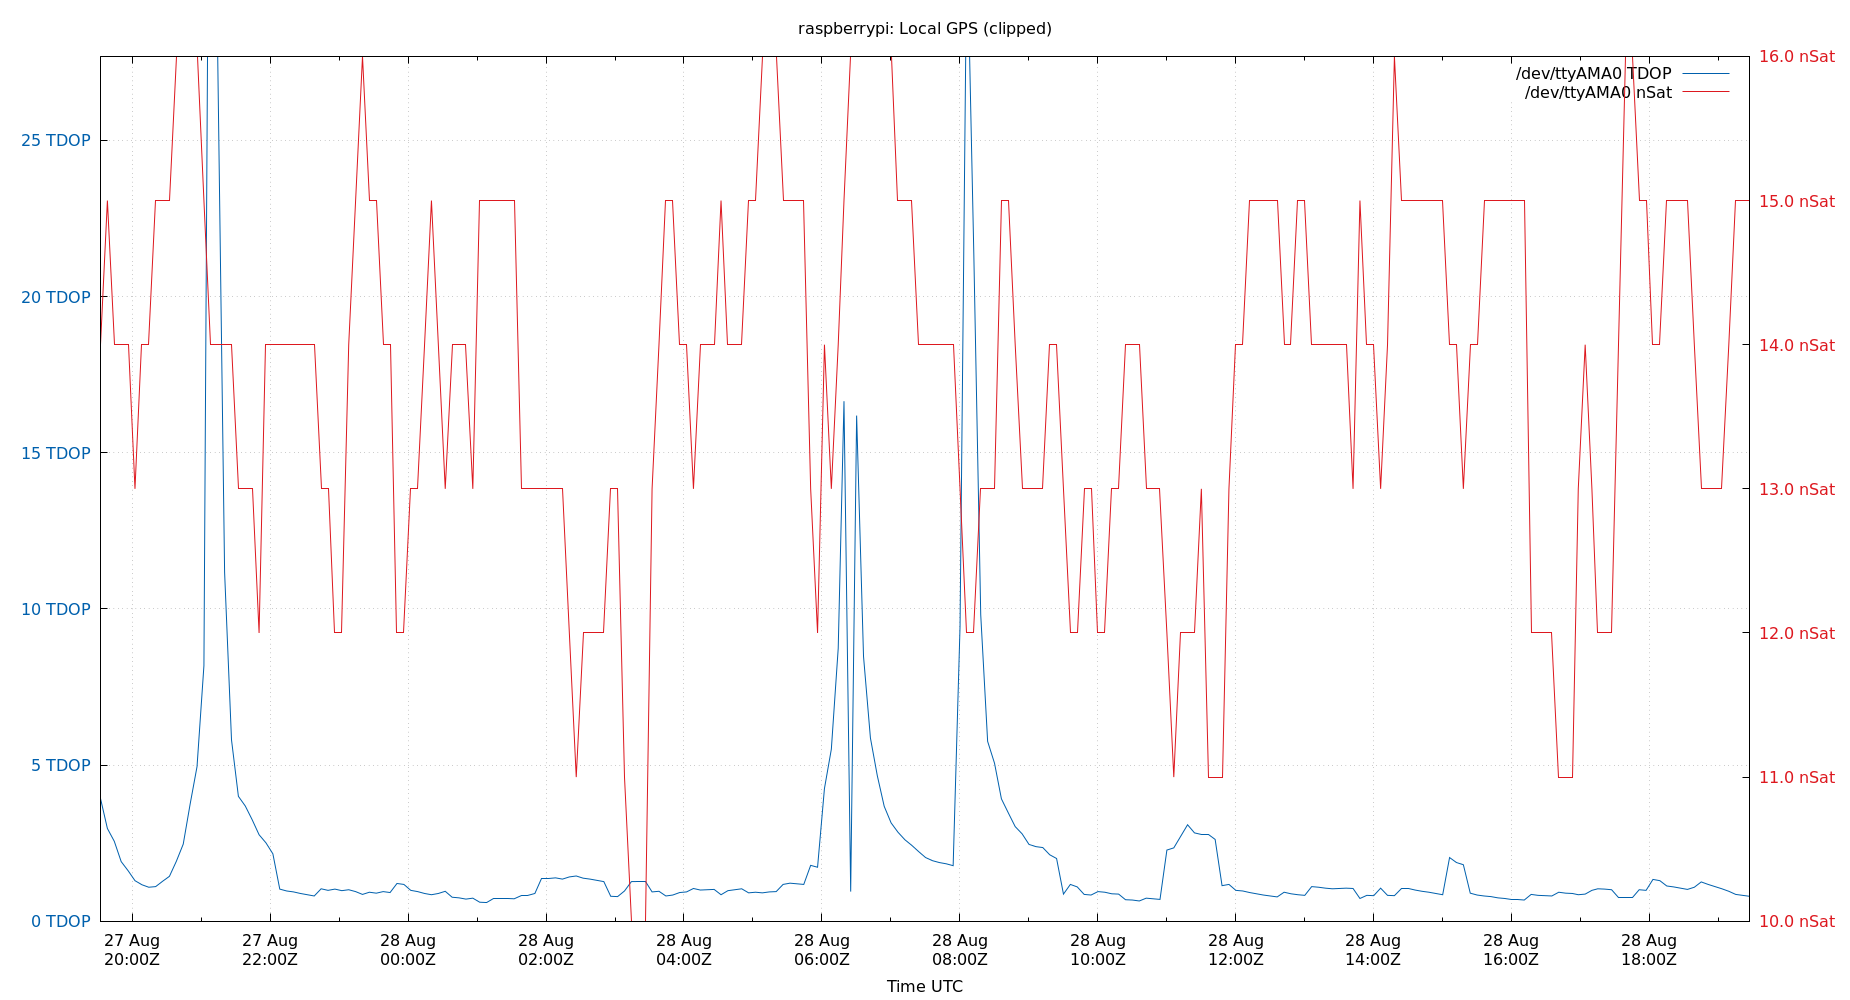 raspberrypi: Local GPS (clipped)
/dev/ttyAMA0 TDOP
/dev/ttyAMA0 nSat
25 TDOP
20 TDOP
15 TDOP
10 TDOP
5 TDOP
0 TDOP
16.0 nSat
15.0 nSat
14.0 nSat
13.0 nSat
12.0 nSat
11.0 nSat
10.0 nSat
27 Aug
20:00Z
27 Aug
22:00Z
28 Aug
00:00Z
28 Aug
02:00Z
28 Aug
04:00Z
28 Aug
06:00Z
28 Aug
08:00Z
28 Aug
10:00Z
28 Aug
12:00Z
28 Aug
14:00Z
28 Aug
16:00Z
28 Aug
18:00Z
Time UTC